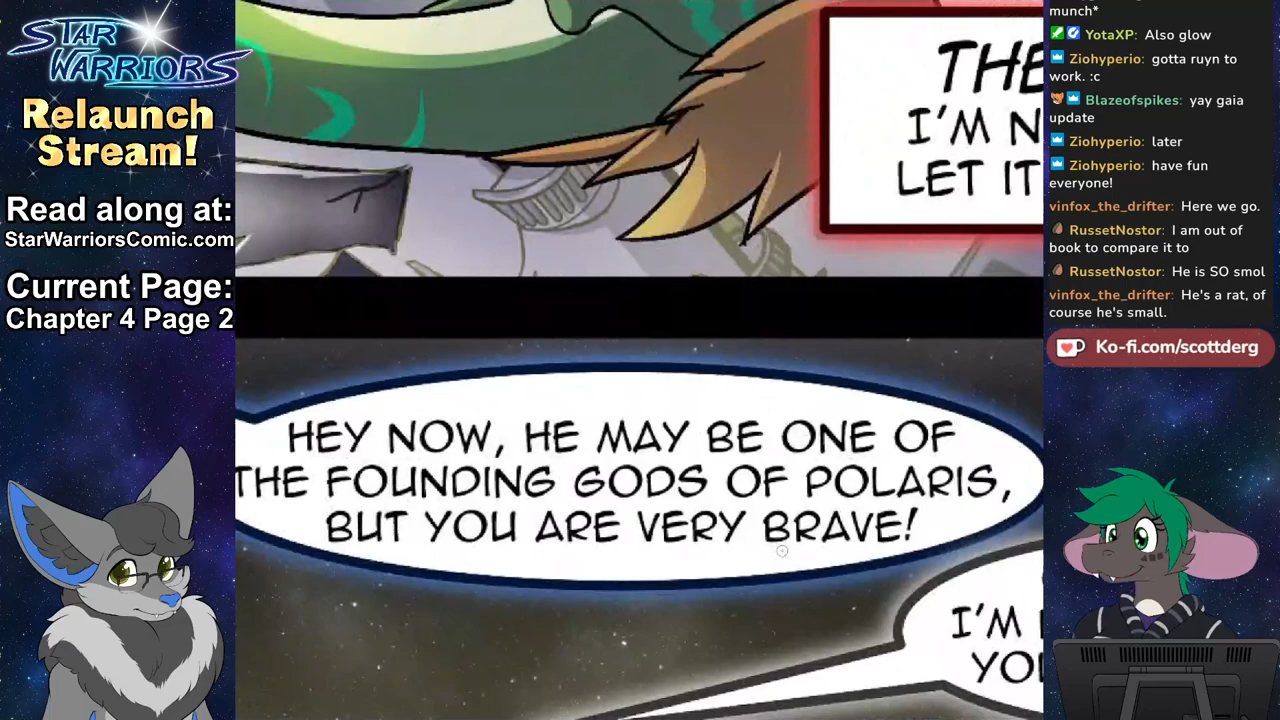 STAR
WARRIORS
Relaunch
Stream!
Read along at:
StarWarriorsComic.com
Current Page:
Chapter 4 Page 2
THE
I'M N
LET IT
HEY NOW, HE MAY BE ONE OF
THE FOUNDING GODS OF POLARIS,
BUT YOU ARE VERY BRAVE!
I'M
YO
munch*
YotaXP: Also glow
Ziohyperio: gotta ruyn to
work. :c
Blazeofspikes: yay gaia
update
Ziohyperio: later
Ziohyperio: have fun
everyone!
vinfox_the_drifter: Here we go.
RussetNostor: I am out of
book to compare it to
RussetNostor: He is SO smol
vinfox_the_drifter: He's a rat, of
course he's small.
Ko-fi.com/scottderg